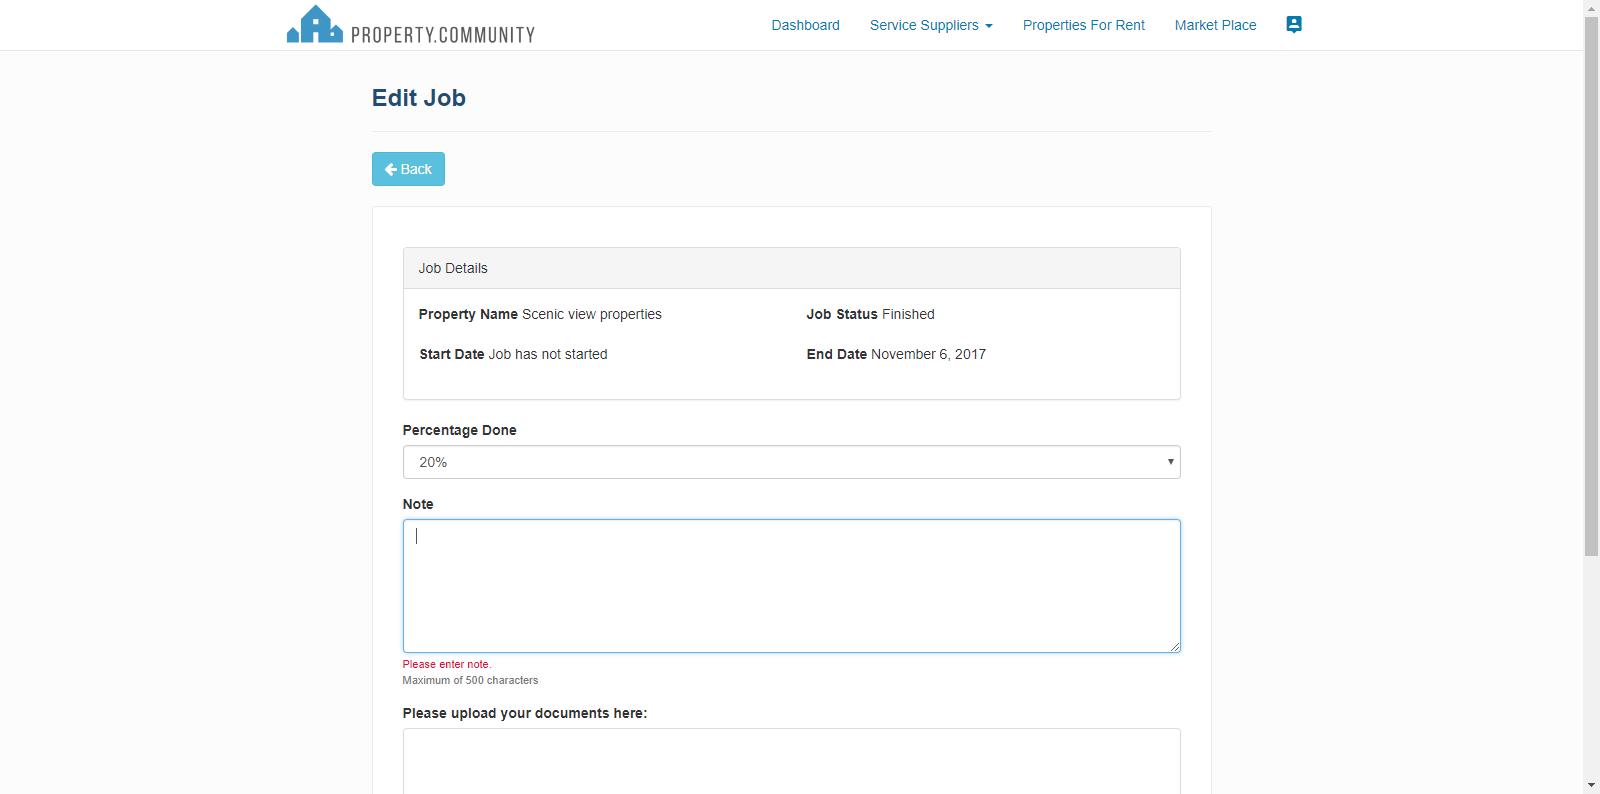 PROPERTY.COMMUNITY
Dashboard Service Suppliers Properties For Rent Market Place
Edit Job
Back
Job Details
Property Name Scenic view properties Job Status Finished
Start Date Job has not started End Date November 6, 2017
Percentage Done
20%
Note
Please enter note.
Maximum of 500 characters
Please upload your documents here: